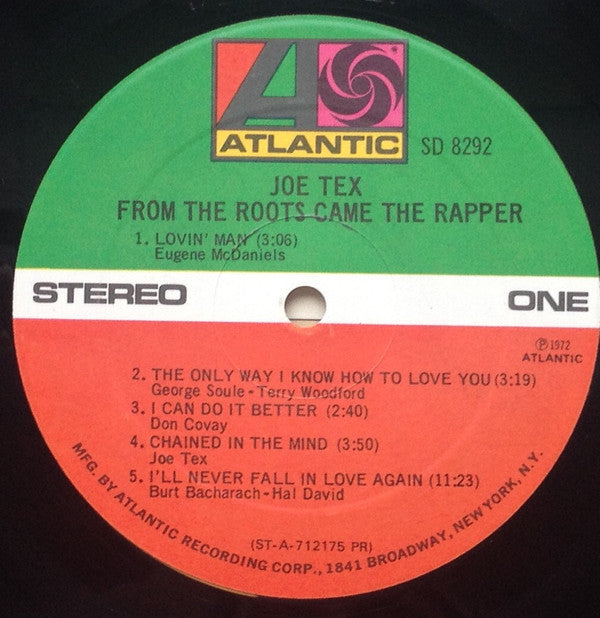 A
ATLANTIC
SD 8292
JOE TEX
FROM THE ROOTS CAME THE RAPPER
1. LOVIN' MAN (3:06)
Eugene McDaniels
STEREO
ONE
℗1972
ATLANTIC
2. THE ONLY WAY I KNOW HOW TO LOVE YOU(3:19)
George Soule-Terry Woodford
3. I CAN DO IT BETTER (2:40)
Don Covay
4. CHAINED IN THE MIND (3:50)
Joe Tex
5. I'LL NEVER FALL IN LOVE AGAIN (11:23)
Burt Bacharach-Hal David
(ST-A-712175 PR)
MFG. BY ATLANTIC RECORDING CORP., 1841 BROADWAY, NEW YORK, N.Y.